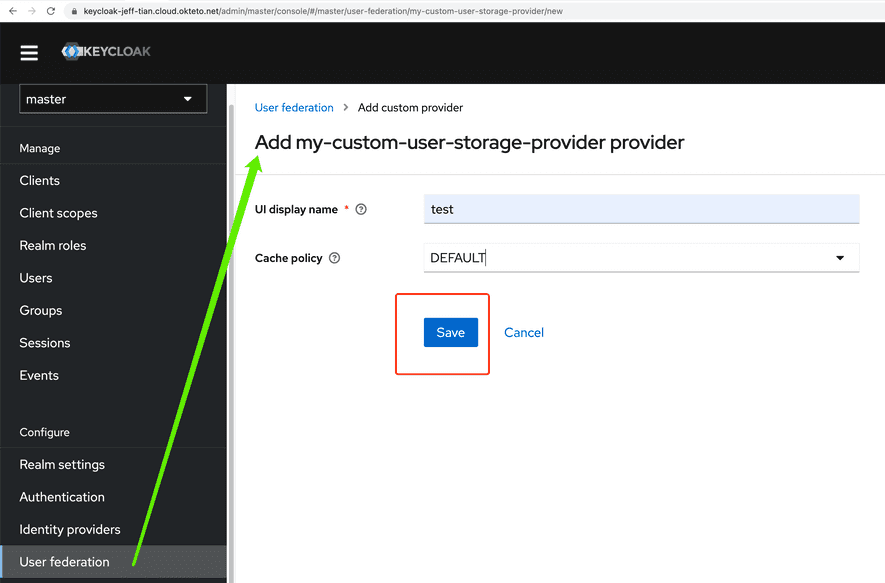 keycloak-jeff-tian.cloud.okteto.net/admin/master/console/#/master/user-federation/my-custom-user-storage-provider/new
KEYCLOAK
master
Manage
Clients
Client scopes
Realm roles
Users
Groups
Sessions
Events
Configure
Realm settings
Authentication
Identity providers
User federation
User federation > Add custom provider
Add my-custom-user-storage-provider provider
UI display name * ?
test
Cache policy ?
DEFAULT
Save Cancel